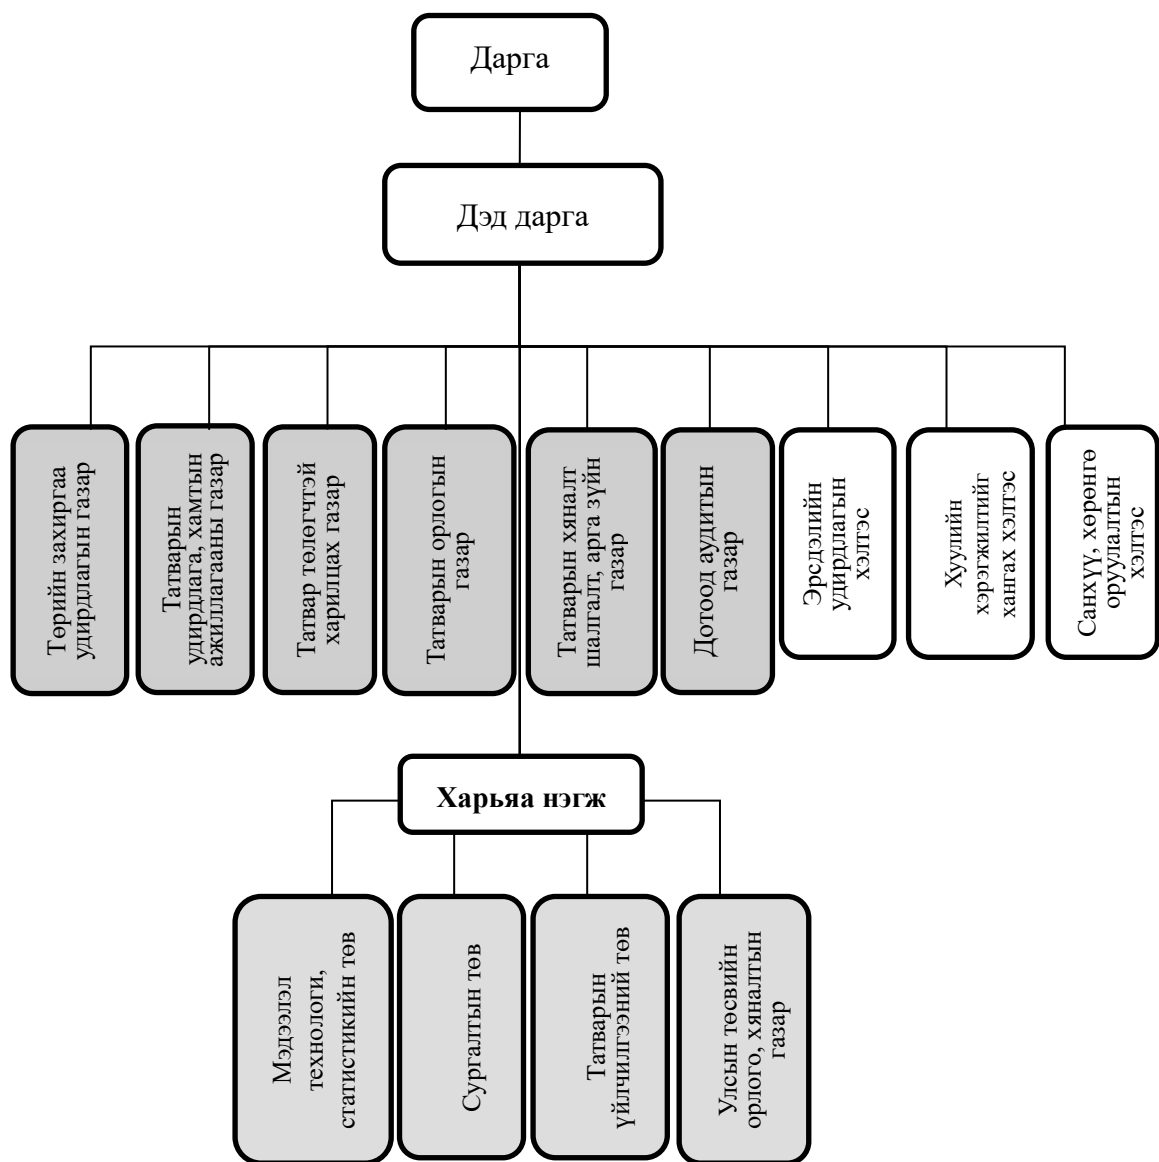 Дарга
Дэд дарга
Төрийн захиргаа
удирдлагын газар
Татварын
удирдлага, хамтын
ажиллагааны газар
Татвар төлөгчтэй
харилцах газар
Татварын орлогын
газар
Татварын хяналт
шалгалт, арга зүйн
газар
Дотоод аудитын
газар
Эрсдэлийн
удирдлагын
хэлтэс
Хуулийн
хэрэгжилтийг
хангах хэлтэс
Санхүү, хөрөнгө
оруулалтын
хэлтэс
Харьяа нэгж
Мэдээлэл
технологи,
статистикийн төв
Сургалтын төв
Татварын
үйлчилгээний төв
Улсын төсвийн
орлого, хяналтын
газар